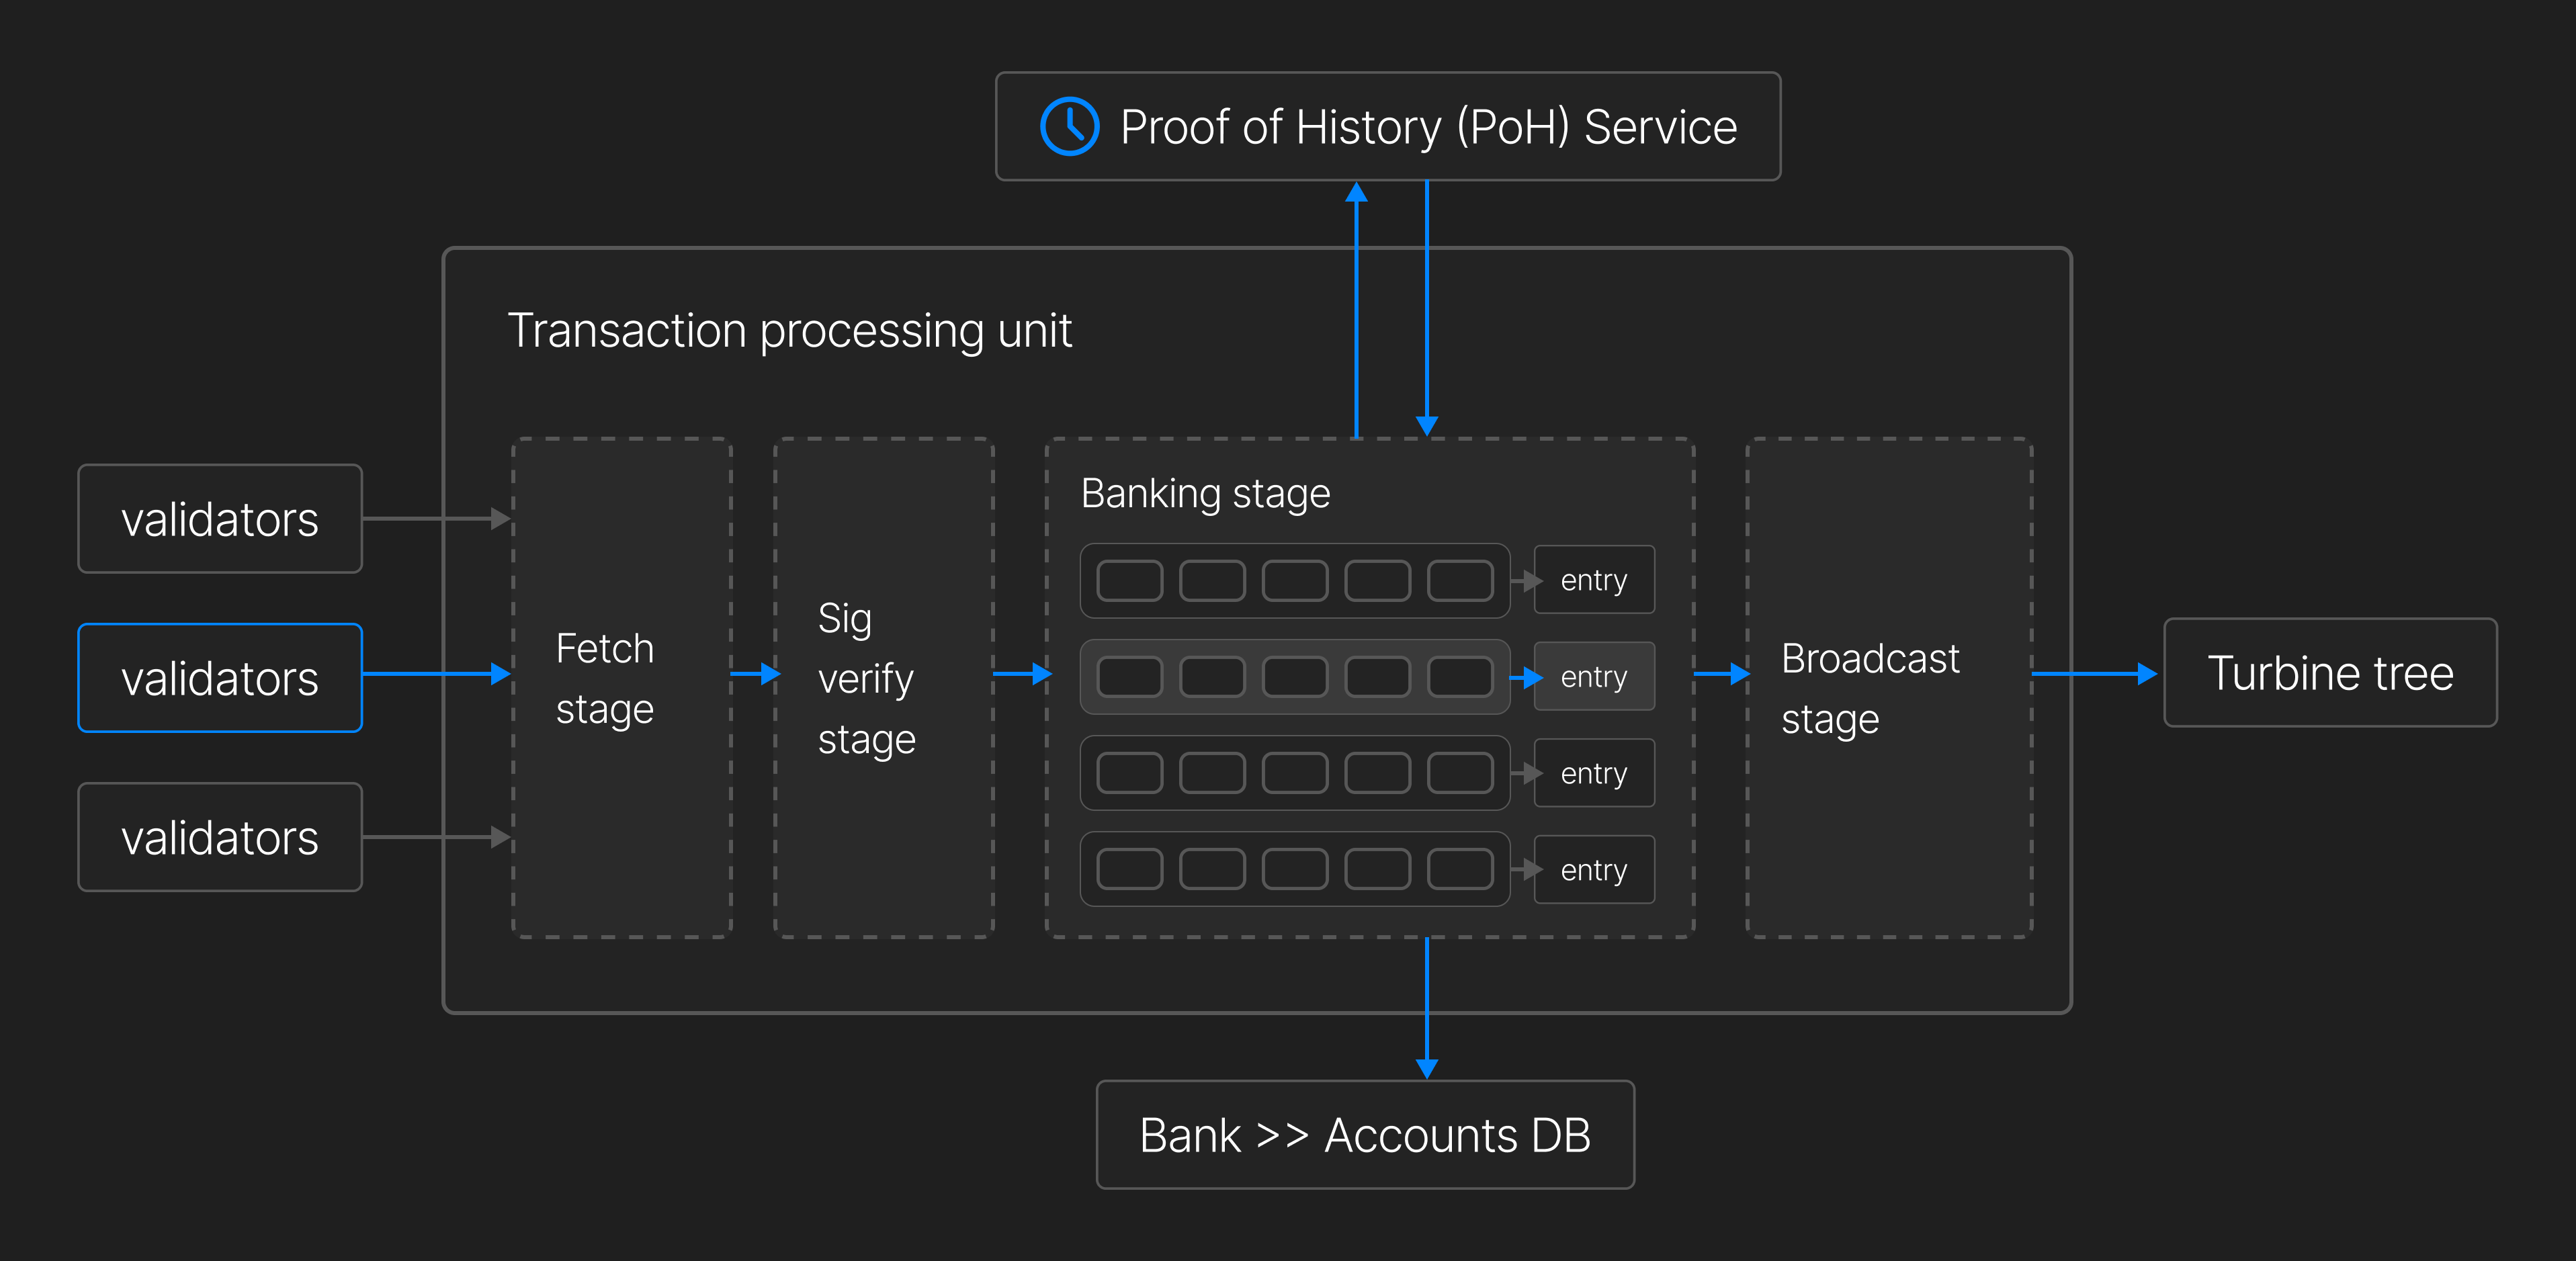 Proof of History (PoH) Service
Transaction processing unit
validators
validators
validators
Fetch
stage
Sig
verify
stage
Banking stage
entry
entry
entry
entry
Broadcast
stage
Turbine tree
Bank >> Accounts DB